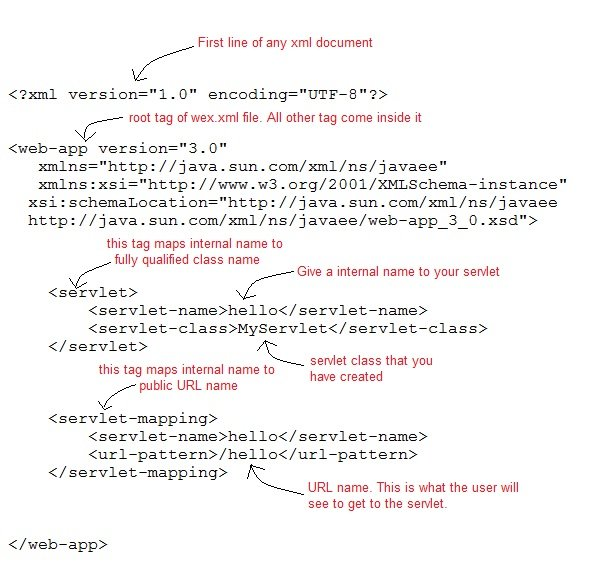 First line of any xml document
<?xml version="1.0" encoding="UTF-8"?>
root tag of wex.xml file. All other tag come inside it
<web-app version="3.0"
xmlns="http://java.sun.com/xml/ns/javaee"
xmlns:xsi="http://www.w3.org/2001/XMLSchema-instance"
xsi:schemaLocation="http://java.sun.com/xml/ns/javaee
http://java.sun.com/xml/ns/javaee/web-app_3_0.xsd">
this tag maps internal name to
fully qualified class name
Give a internal name to your servlet
<servlet>
<servlet-name>hello</servlet-name>
<servlet-class>MyServlet</servlet-class>
</servlet>
servlet class that you
have created
this tag maps internal name to
public URL name
<servlet-mapping>
<servlet-name>hello</servlet-name>
<url-pattern>/hello</url-pattern>
</servlet-mapping>
URL name. This is what the user will
see to get to the servlet.
</web-app>